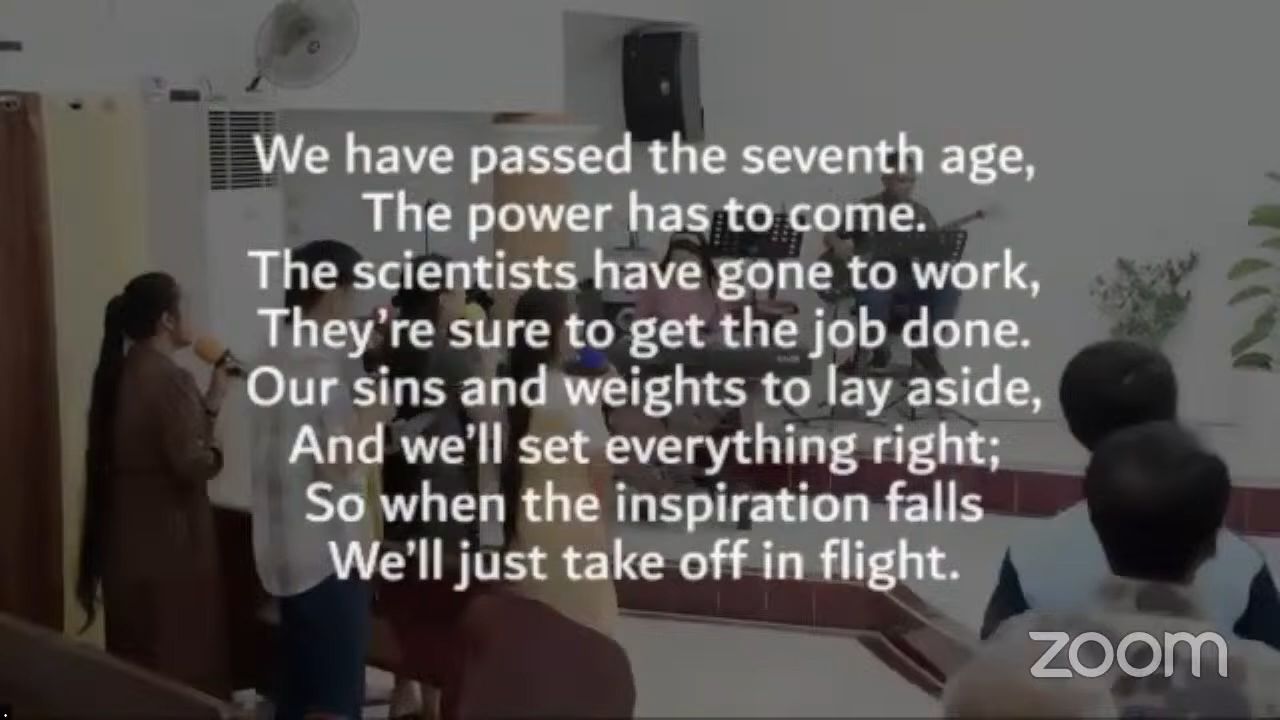 We have passed the seventh age,
The power has to come.
The scientists have gone to work,
They're sure to get the job done.
Our sins and weights to lay aside,
And we'll set everything right;
So when the inspiration falls
We'll just take off in flight.
zoom